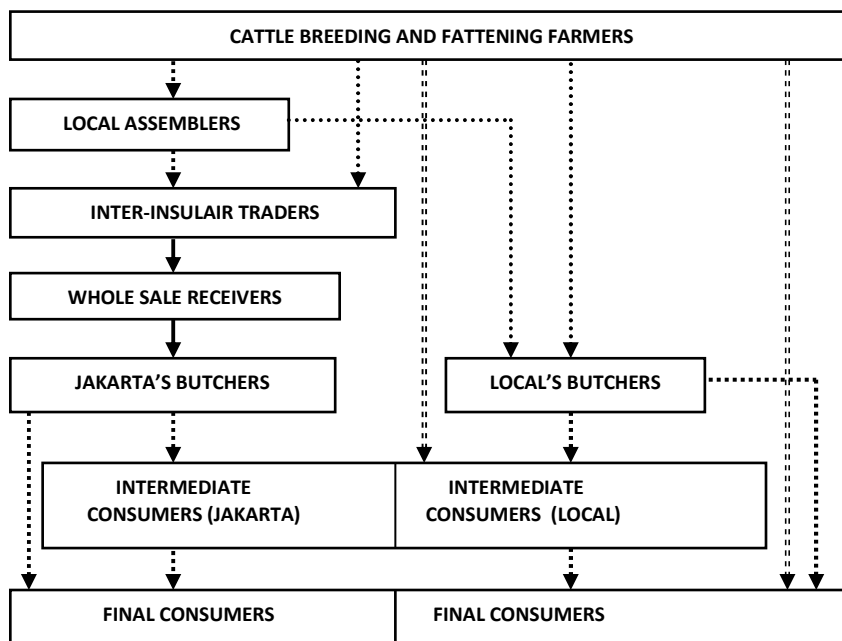 CATTLE BREEDING AND FATTENING FARMERS
LOCAL ASSEMBLERS
INTER-INSULAIR TRADERS
WHOLE SALE RECEIVERS
JAKARTA’S BUTCHERS
LOCAL’S BUTCHERS
INTERMEDIATE
CONSUMERS (JAKARTA)
INTERMEDIATE
CONSUMERS (LOCAL)
FINAL CONSUMERS
FINAL CONSUMERS